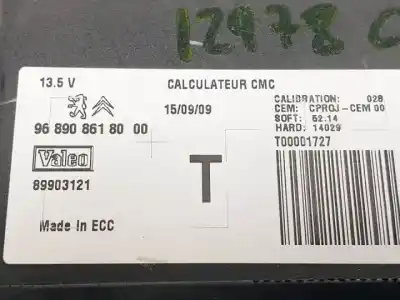 12978 C
13.5 V
CALCULATEUR CMC
15/09/09
CALIBRATION: 028
CEM: CPROJ-CEM 00
SOFT: 52.14
HARD: 14029
T00001727
96 890 861 80 00
Valeo
89903121
T
Made in ECC